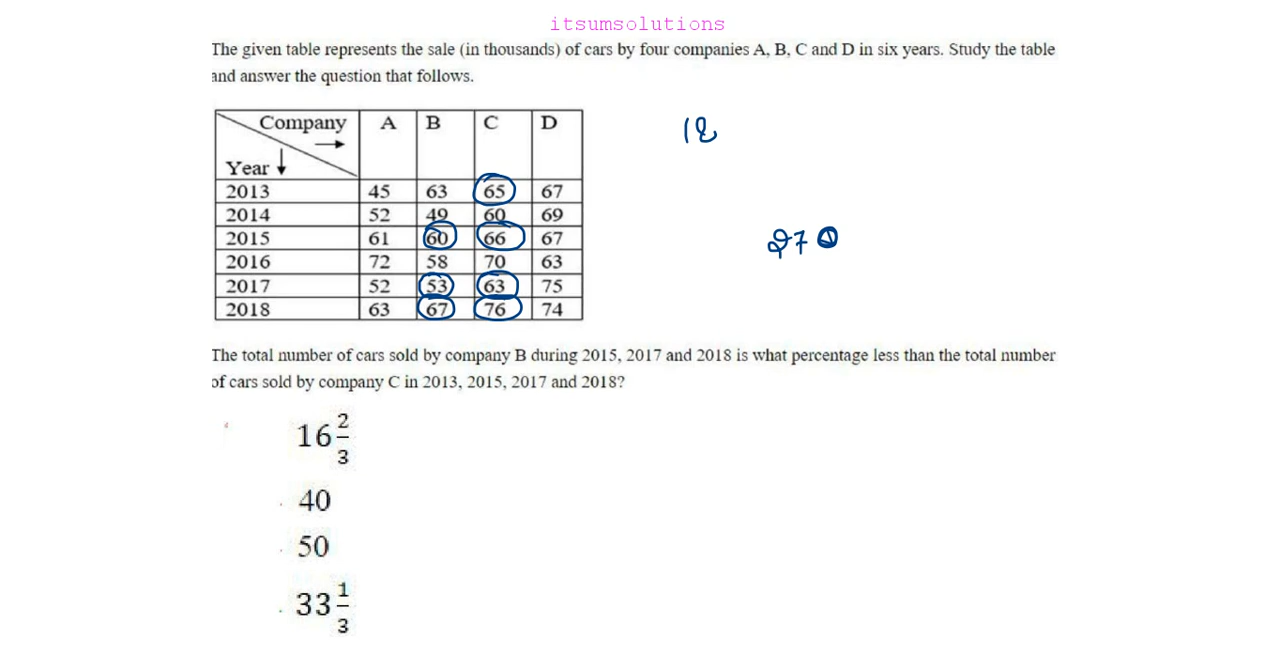 itsumsolutions
The given table represents the sale (in thousands) of cars by four companies A, B, C and D in six years. Study the table
and answer the question that follows.
Company A B C D
Year
2013 45 63 65 67
2014 52 49 60 69
2015 61 60 66 67
2016 72 58 70 63
2017 52 53 63 75
2018 63 67 76 74
The total number of cars sold by company B during 2015, 2017 and 2018 is what percentage less than the total number
of cars sold by company C in 2013, 2015, 2017 and 2018?
16 2/3
40
50
33 1/3